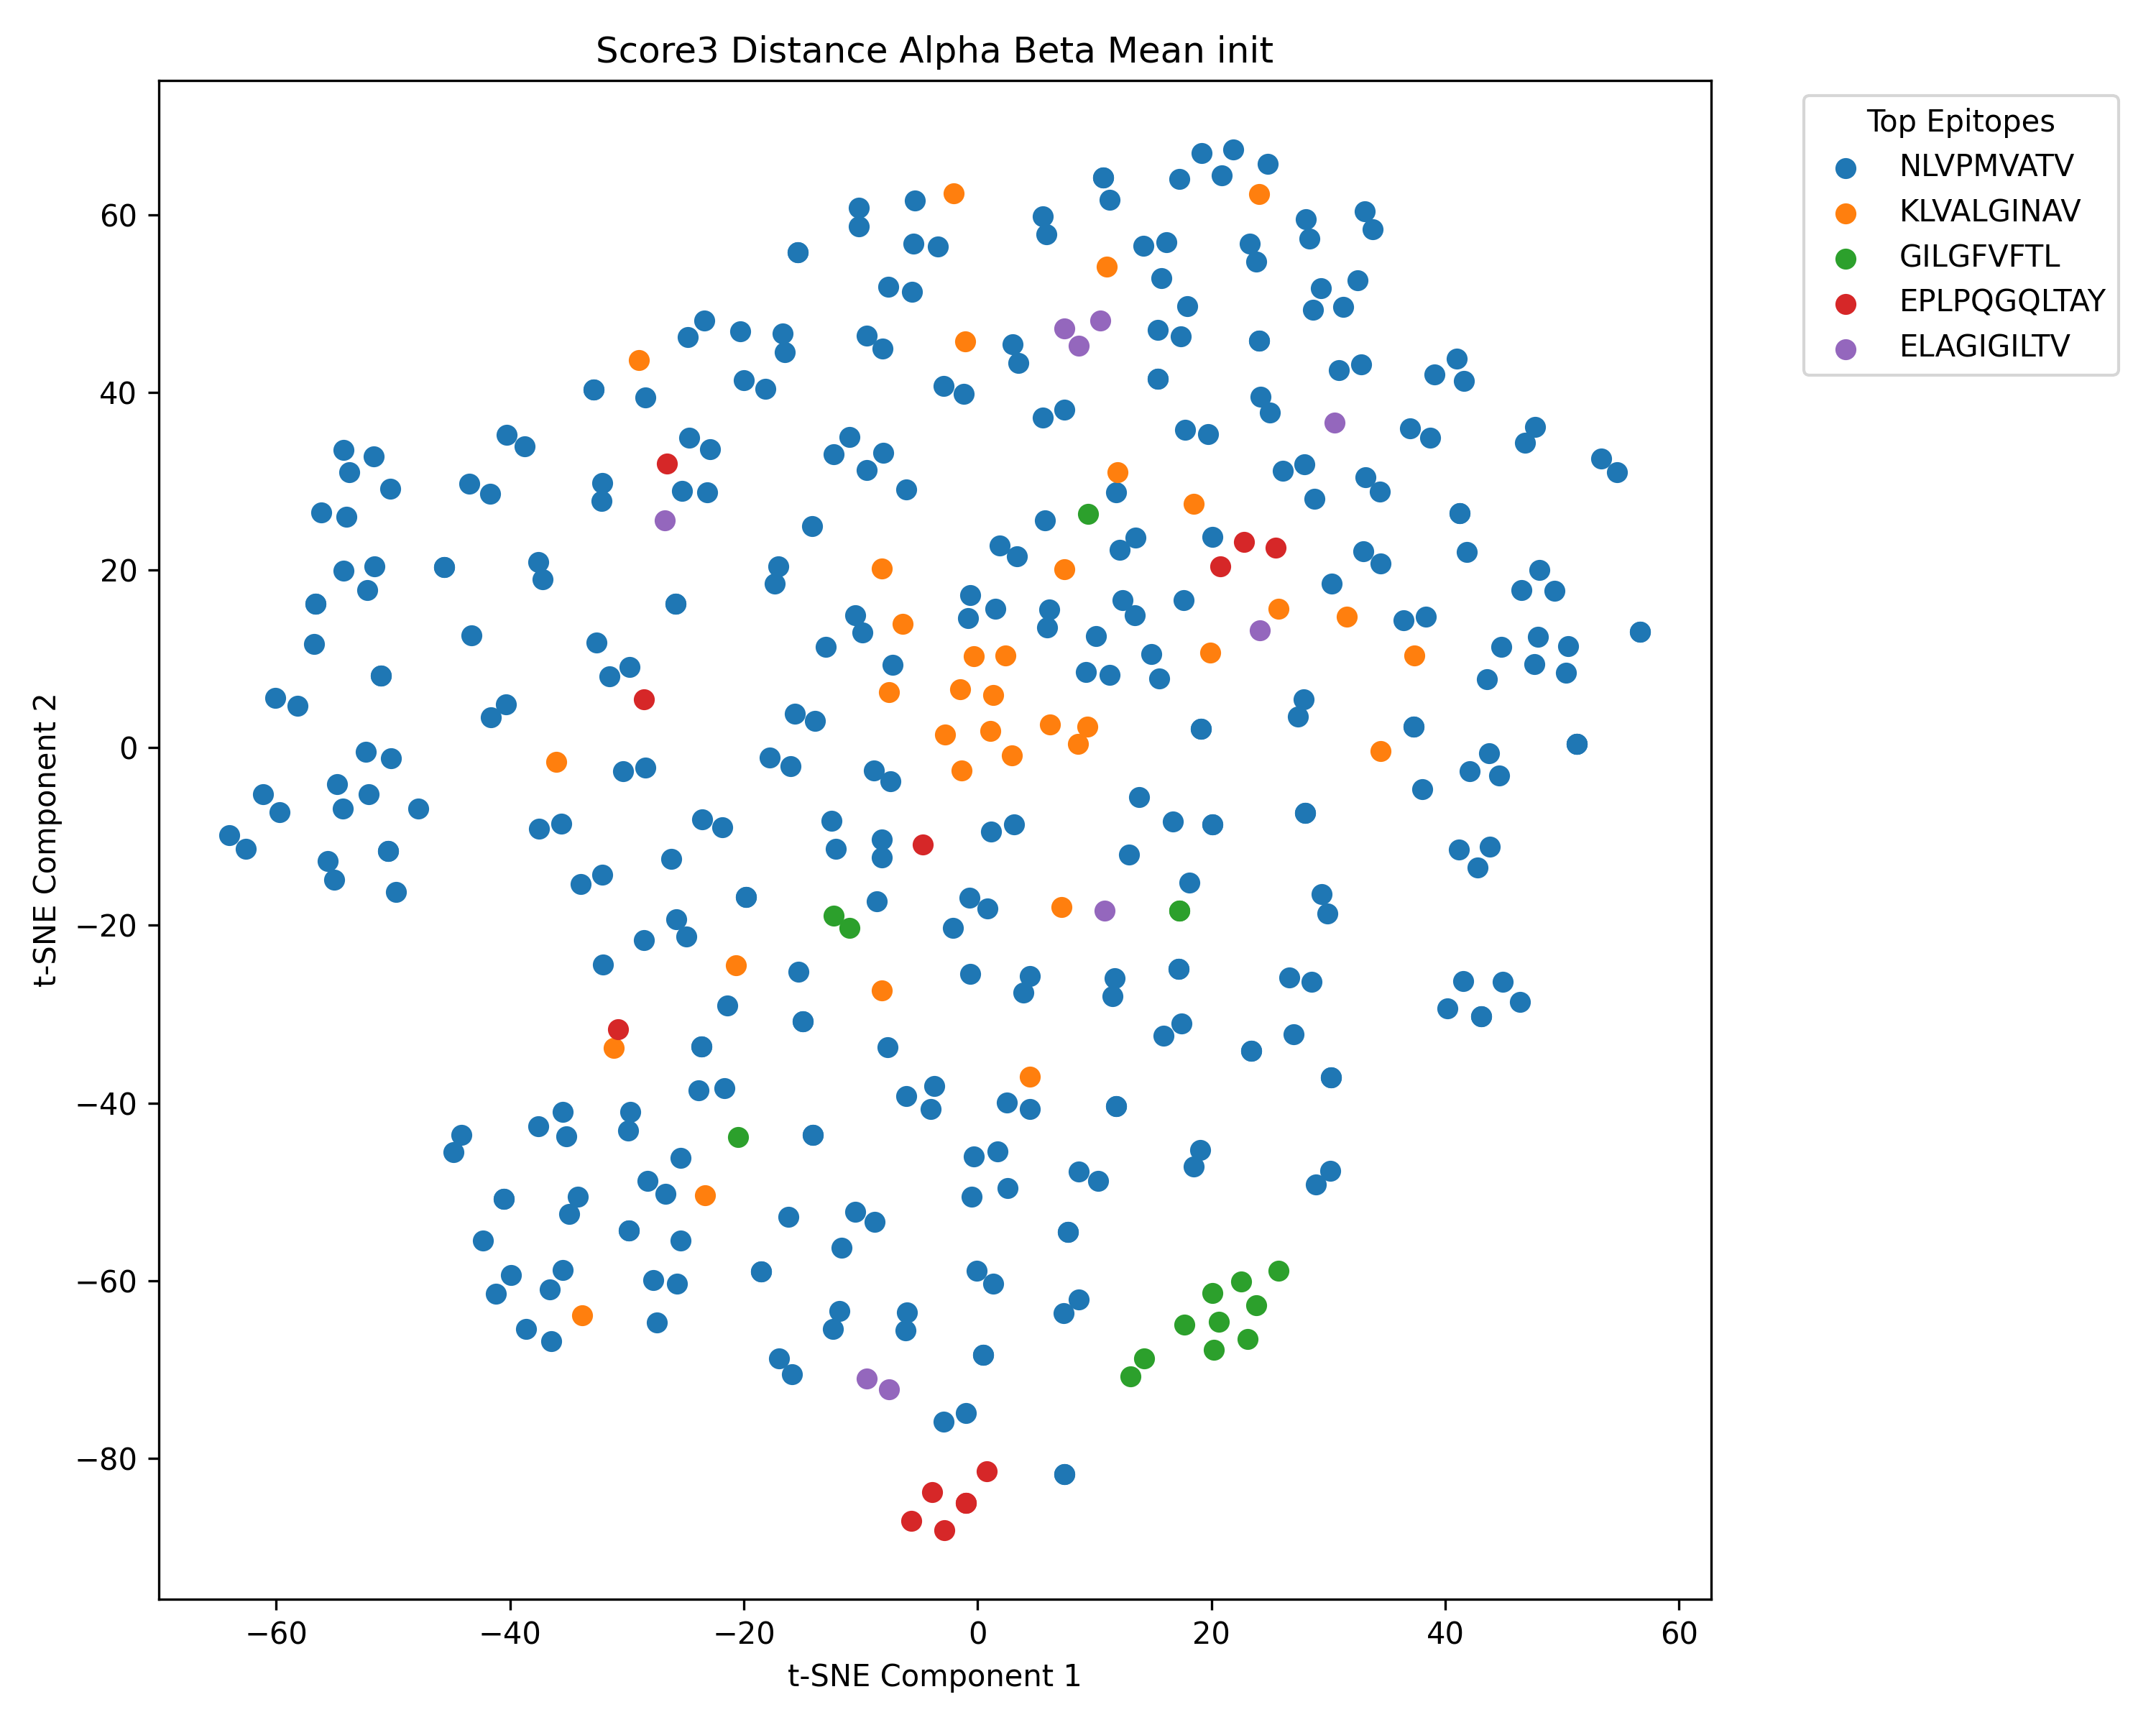 Score3 Distance Alpha Beta Mean init
Top Epitopes
NLVPMVATV
KLVALGINAV
GILGFVFTL
EPLPQGQLTAY
ELAGIGILTV
t-SNE Component 2
60
40
20
0
−20
−40
−60
−80
−60 −40 −20 0 20 40 60
t-SNE Component 1